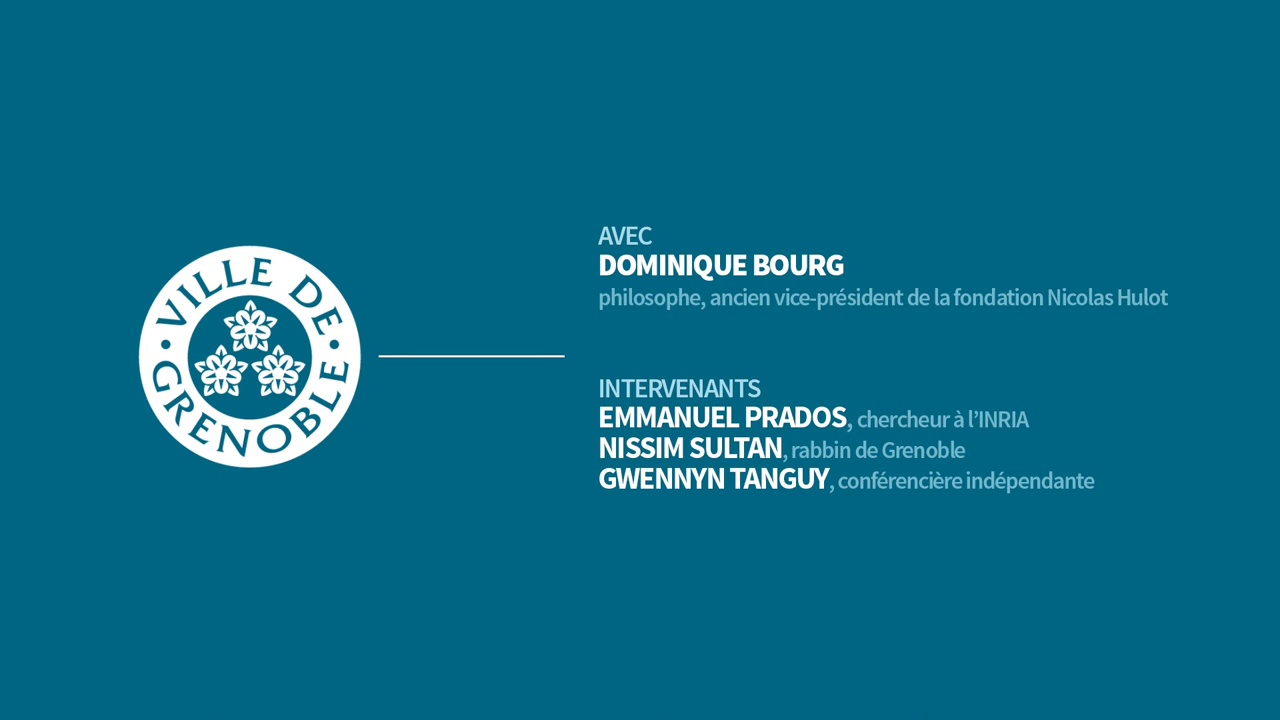 VILLE DE
GRENOBLE
AVEC
DOMINIQUE BOURG
philosophe, ancien vice-président de la fondation Nicolas Hulot
INTERVENANTS
EMMANUEL PRADOS, chercheur à l’INRIA
NISSIM SULTAN, rabbin de Grenoble
GWENNYN TANGUY, conférencière indépendante